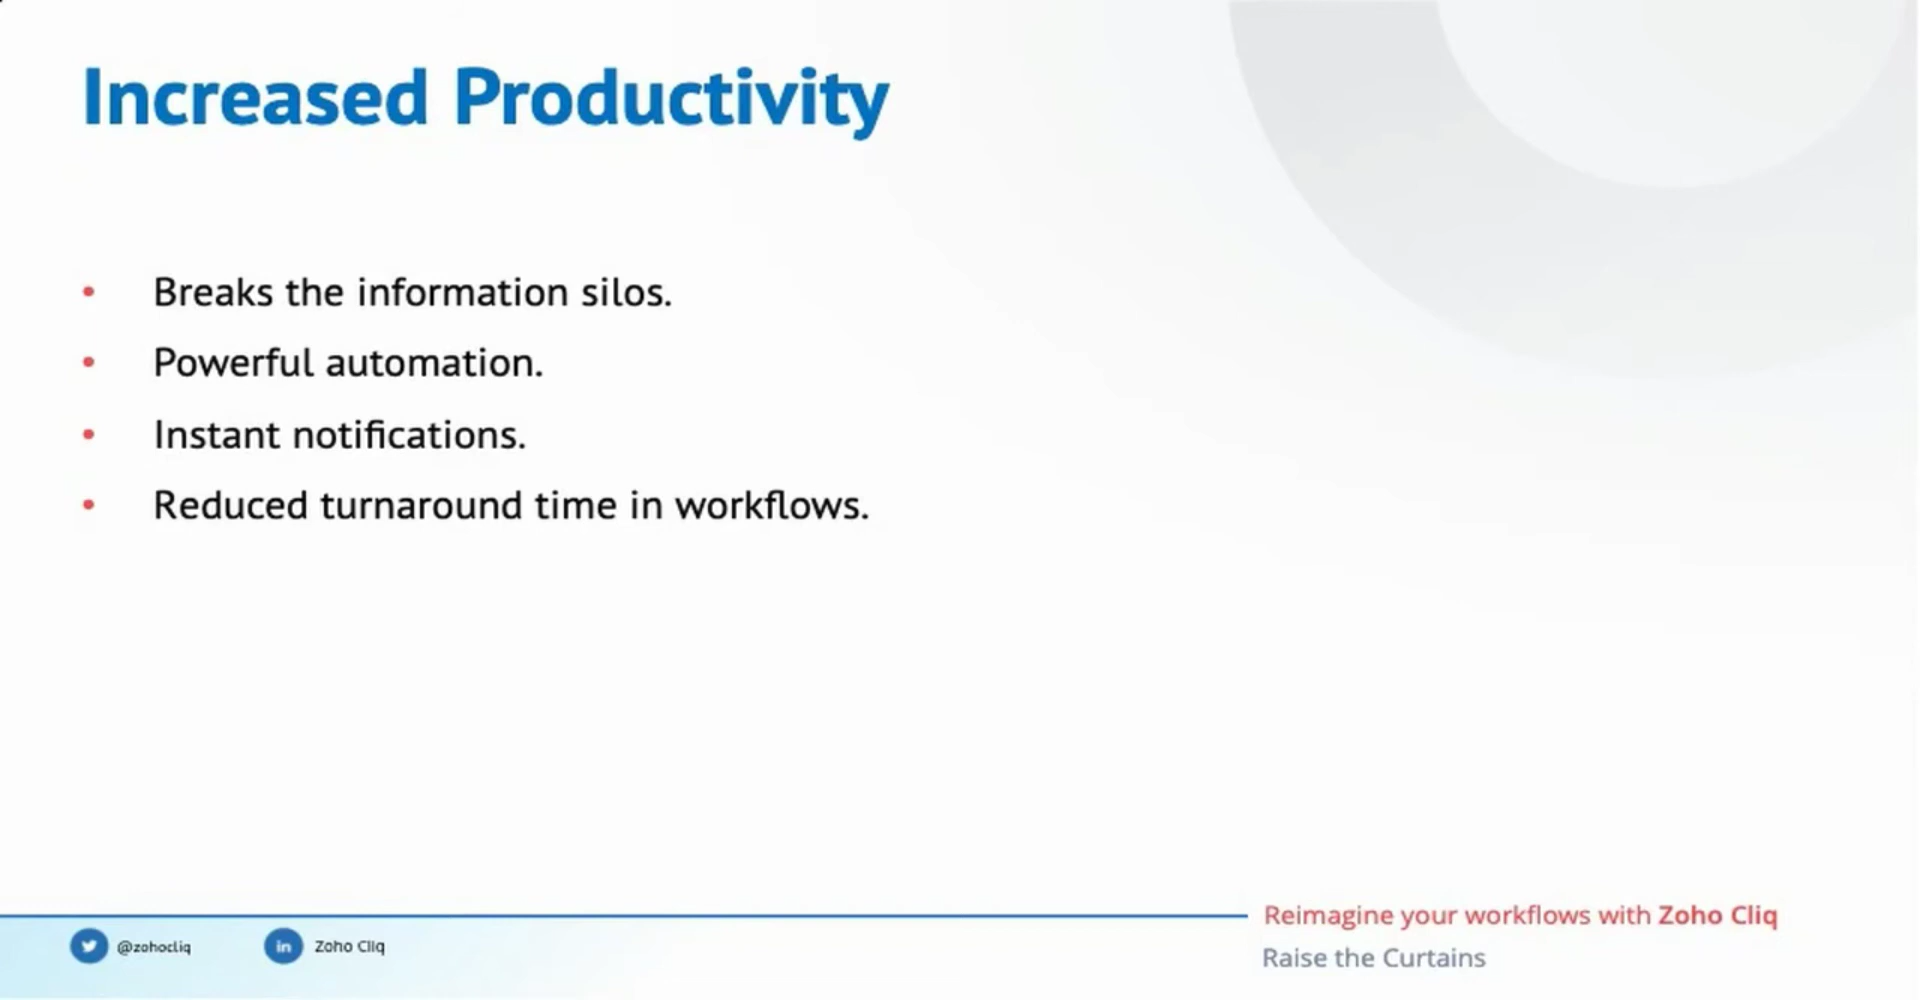 Increased Productivity
• Breaks the information silos.
• Powerful automation.
• Instant notifications.
• Reduced turnaround time in workflows.
@zohocliq
in Zoho Cliq
Reimagine your workflows with Zoho Cliq
Raise the Curtains